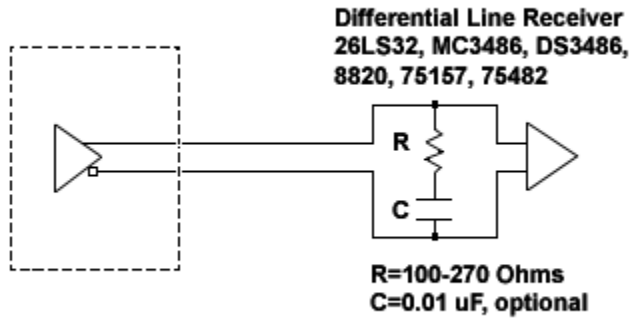 Differential Line Receiver
26LS32, MC3486, DS3486,
8820, 75157, 75482
R
C
R=100-270 Ohms
C=0.01 uF, optional